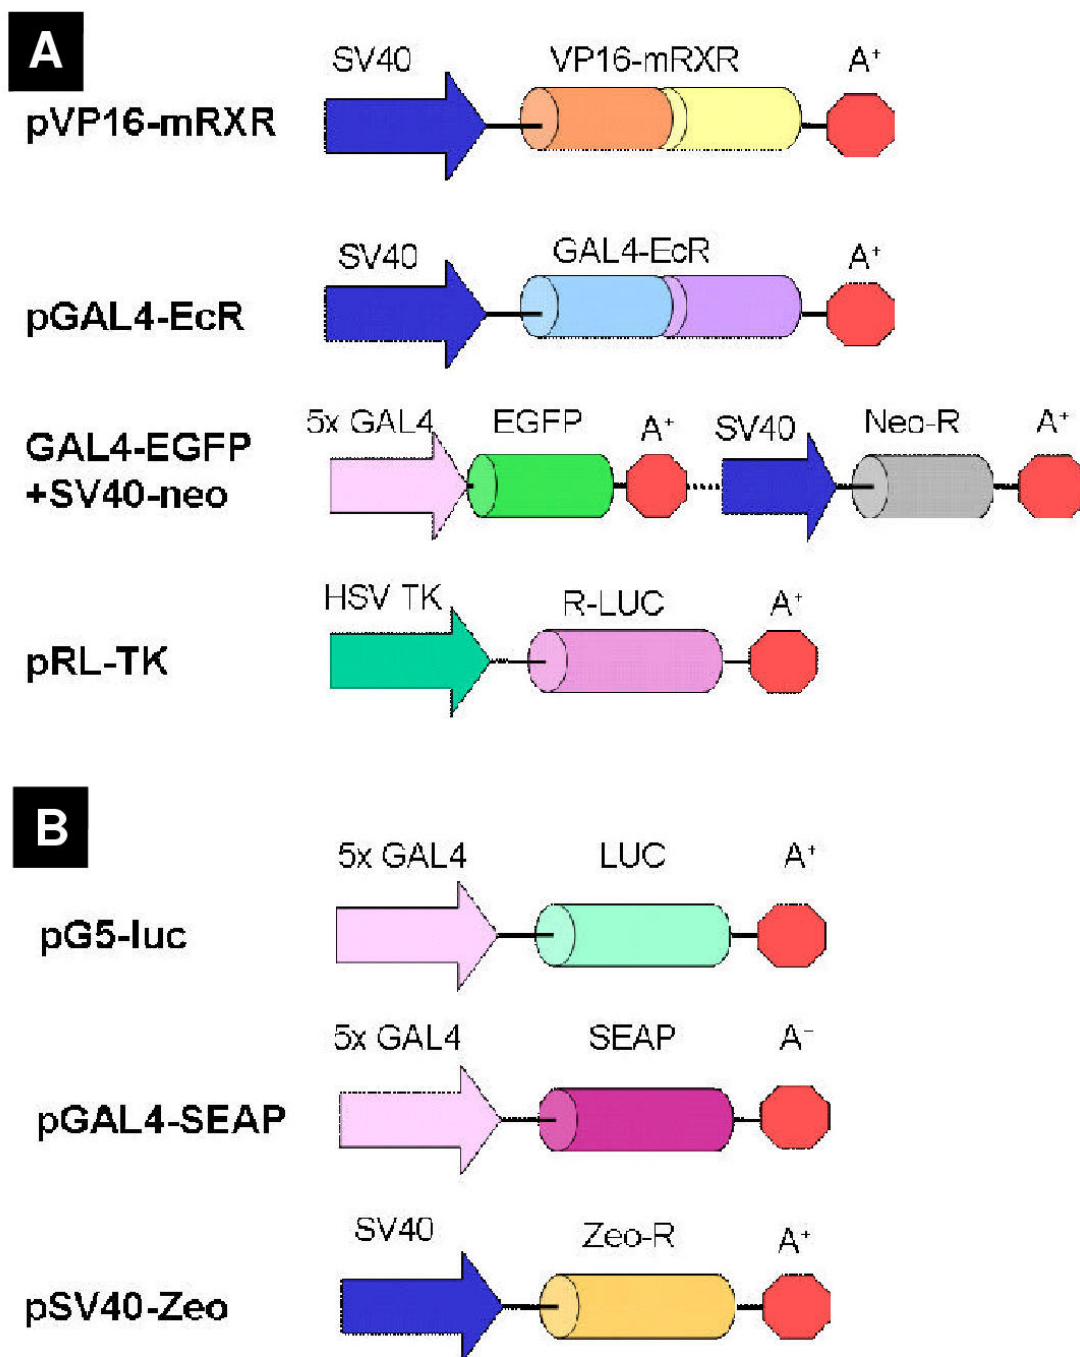 A
SV40 VP16-mRXR A⁺
pVP16-mRXR
SV40 GAL4-EcR A⁺
pGAL4-EcR
5x GAL4 EGFP A⁺ SV40 Neo-R A⁺
GAL4-EGFP
+SV40-neo
HSV TK R-LUC A⁺
pRL-TK
B
5x GAL4 LUC A⁺
pG5-luc
5x GAL4 SEAP A⁻
pGAL4-SEAP
SV40 Zeo-R A⁺
pSV40-Zeo